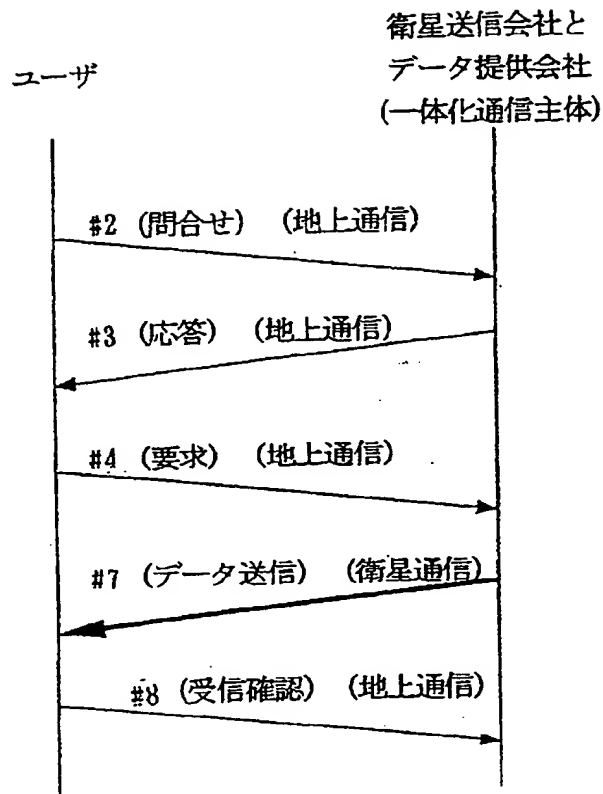 ユーザ
衛星送信会社と
データ提供会社
(一体化通信主体)
#2 (問合せ) (地上通信)
#3 (応答) (地上通信)
#4 (要求) (地上通信)
#7 (データ送信) (衛星通信)
#8 (受信確認) (地上通信)